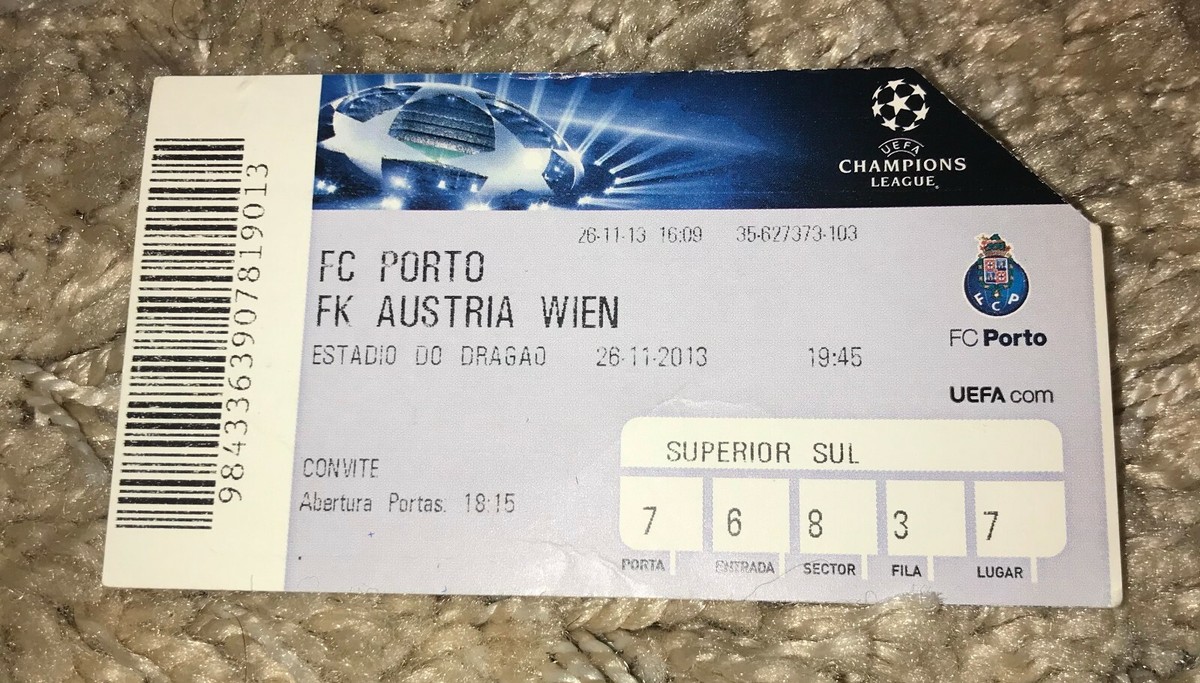 9843363907819013
UEFA
CHAMPIONS
LEAGUE
26-11-13 16:09 35-627373-103
FC PORTO
FK AUSTRIA WIEN
ESTADIO DO DRAGAO 26-11-2013 19:45
FCP
FC Porto
UEFA.com
SUPERIOR SUL
CONVITE
Abertura Portas: 18:15
7 6 8 3 7
PORTA ENTRADA SECTOR FILA LUGAR